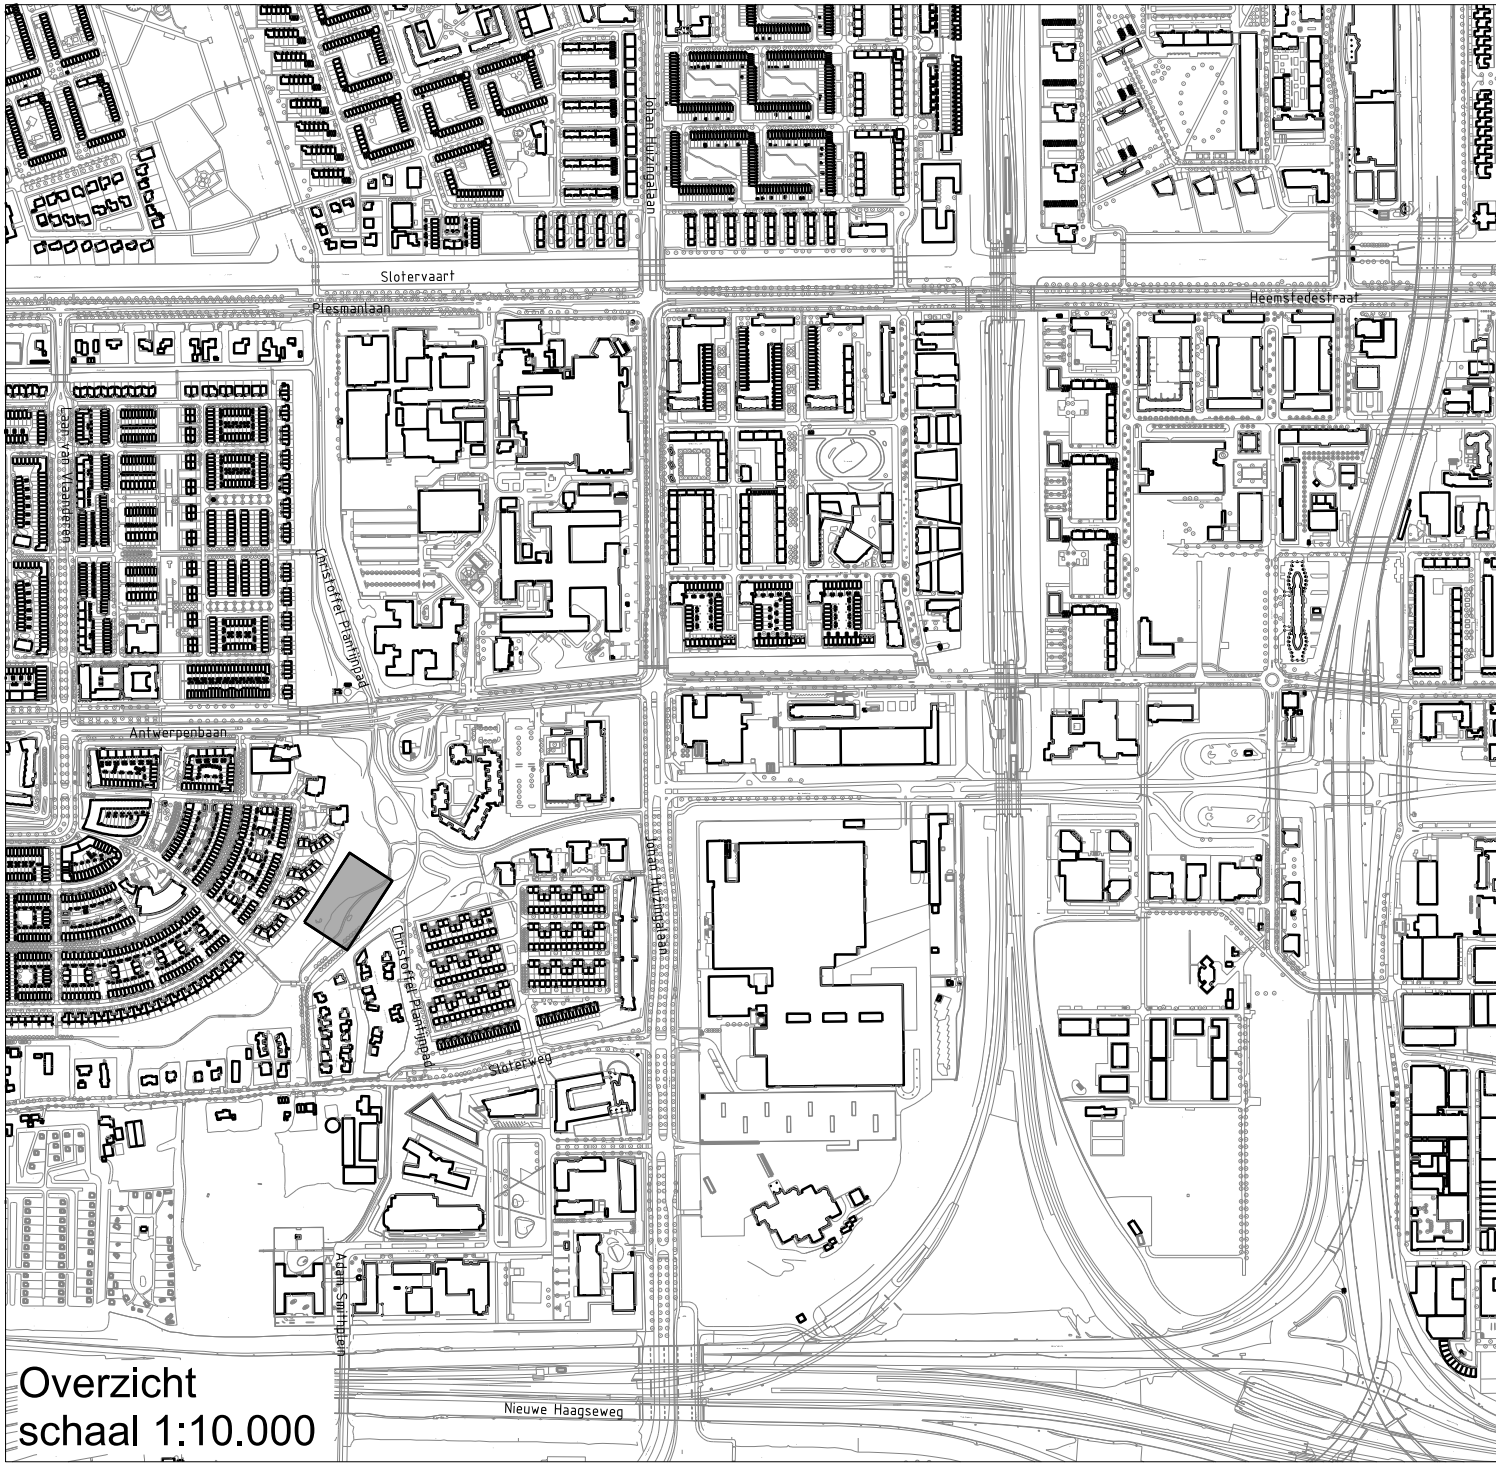 Johan Huizingalaan
Slotervaart
Plesmanlaan
Heemstedestraat
Laan van Vlaanderen
Christoffel Plantijnpad
Antwerpenbaan
Johan Huizingalaan
Christoffel Plantijnpad
Sloterweg
Adam Smithplein
Nieuwe Haagseweg
Overzicht
schaal 1:10.000